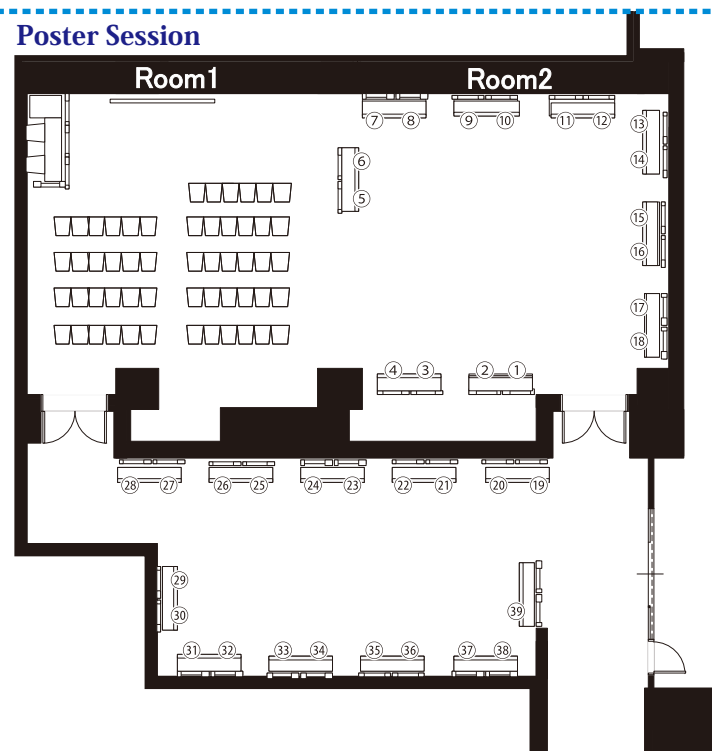 Poster Session
Room1 Room2
⑦ ⑧ ⑨ ⑩ ⑪ ⑫
⑬
⑭
⑥
⑤
⑮
⑯
⑰
⑱
④ ③ ② ①
㉘ ㉗ ㉖ ㉕ ㉔ ㉓ ㉒ ㉑ ⑳ ⑲
㉙
㉚
㊴
㉛ ㉜ ㉝ ㉞ ㉟ ㊱ ㊲ ㊳